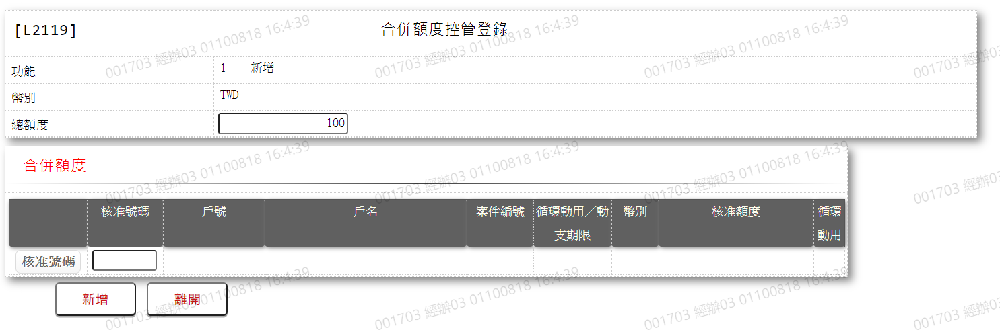 [L2119] 合併額度控管登錄
功能 1 新增
幣別 TWD
總額度 100
合併額度
核准號碼 戶號 戶名 案件編號 循環動用／動支期限 幣別 核准額度 循環動用
核准號碼
新增 離開
001703 經辦03 01100818 16:4:39